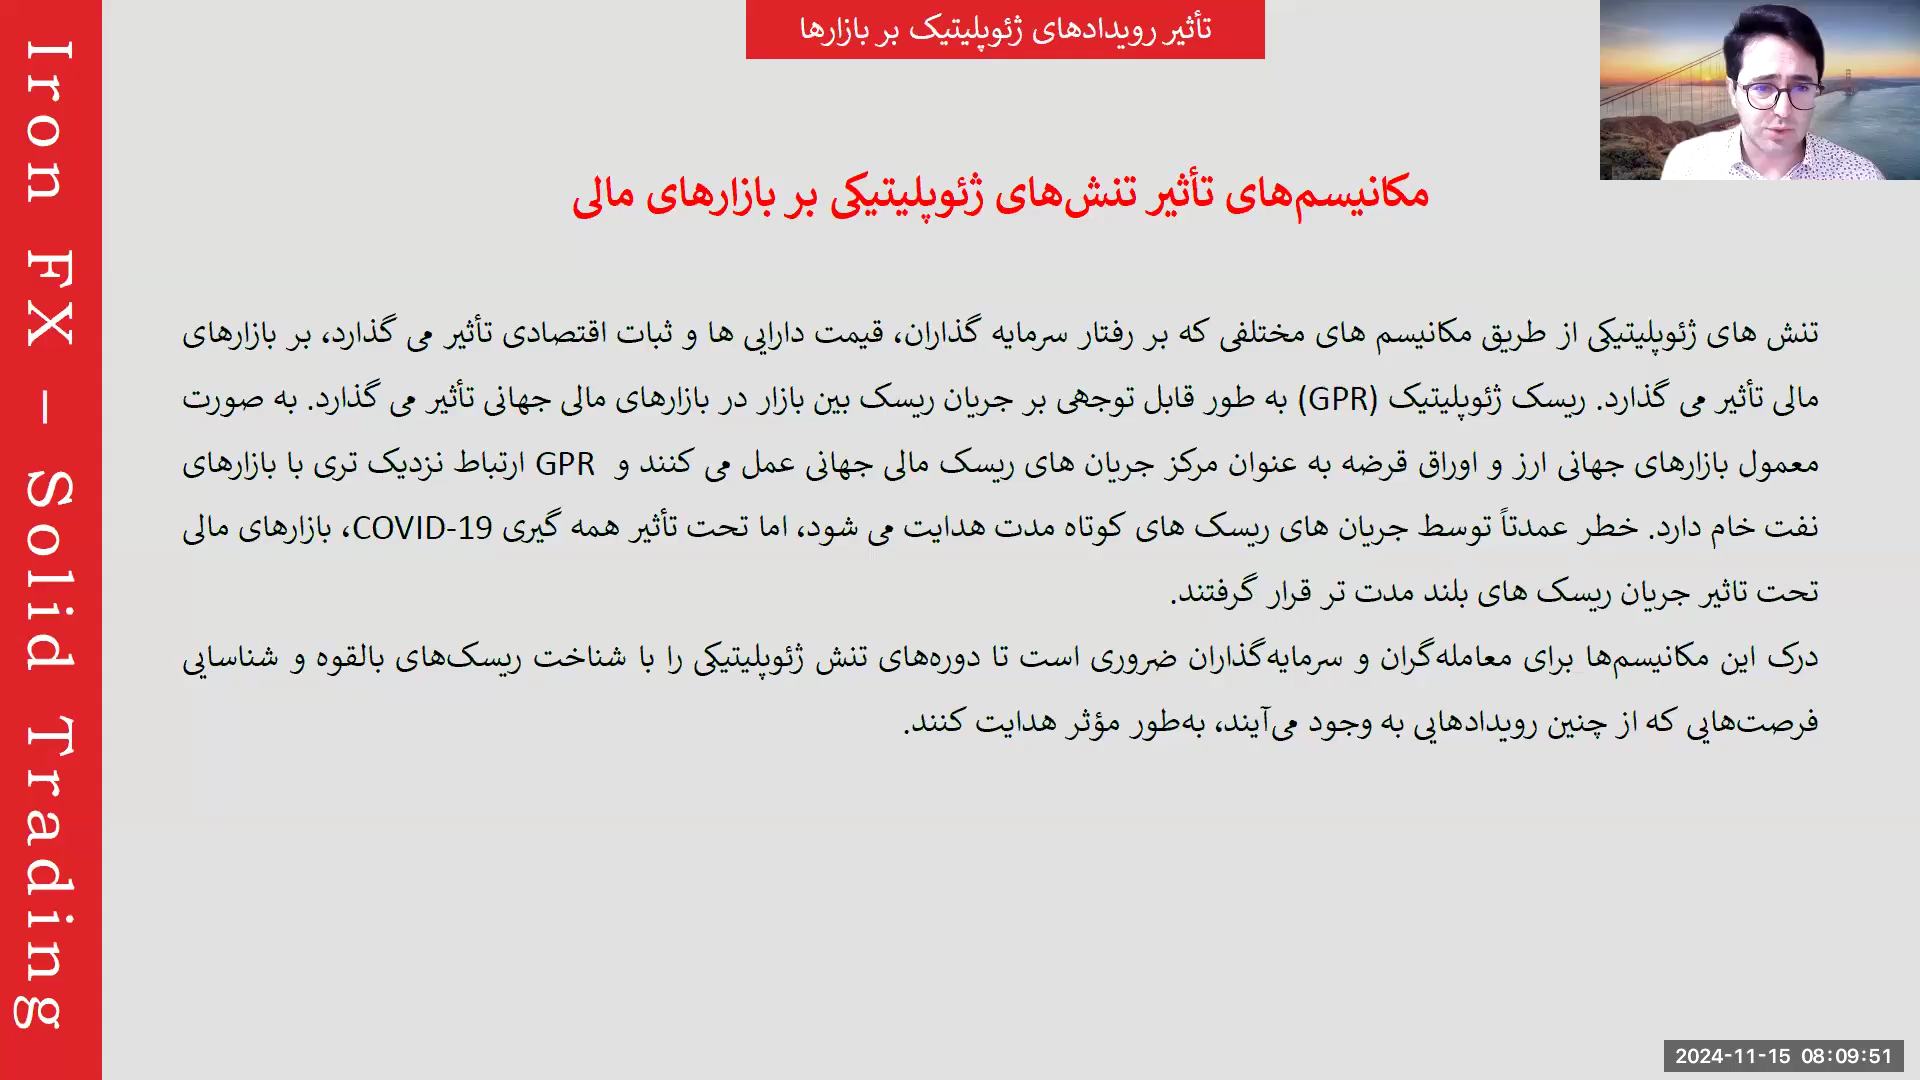 تأثیر رویدادهای ژئوپلیتیک بر بازارها
Iron FX – Solid Trading
مکانیسم‌های تأثیر تنش‌های ژئوپلیتیکی بر بازارهای مالی
تنش های ژئوپلیتیکی از طریق مکانیسم های مختلفی که بر رفتار سرمایه گذاران، قیمت دارایی ها و ثبات اقتصادی تأثیر می گذارد، بر بازارهای
مالی تأثیر می گذارد. ریسک ژئوپلیتیک (GPR) به طور قابل توجهی بر جریان ریسک بین بازار در بازارهای مالی جهانی تأثیر می گذارد. به صورت
معمول بازارهای جهانی ارز و اوراق قرضه به عنوان مرکز جریان های ریسک مالی جهانی عمل می کنند و GPR ارتباط نزدیک تری با بازارهای
نفت خام دارد. خطر عمدتاً توسط جریان های ریسک های کوتاه مدت هدایت می شود، اما تحت تأثیر همه گیری COVID-19، بازارهای مالی
تحت تاثیر جریان ریسک های بلند مدت تر قرار گرفتند.
درک این مکانیسم‌ها برای معامله‌گران و سرمایه‌گذاران ضروری است تا دوره‌های تنش ژئوپلیتیکی را با شناخت ریسک‌های بالقوه و شناسایی
فرصت‌هایی که از چنین رویدادهایی به وجود می‌آیند، به‌طور مؤثر هدایت کنند.
2024-11-15 08:09:51